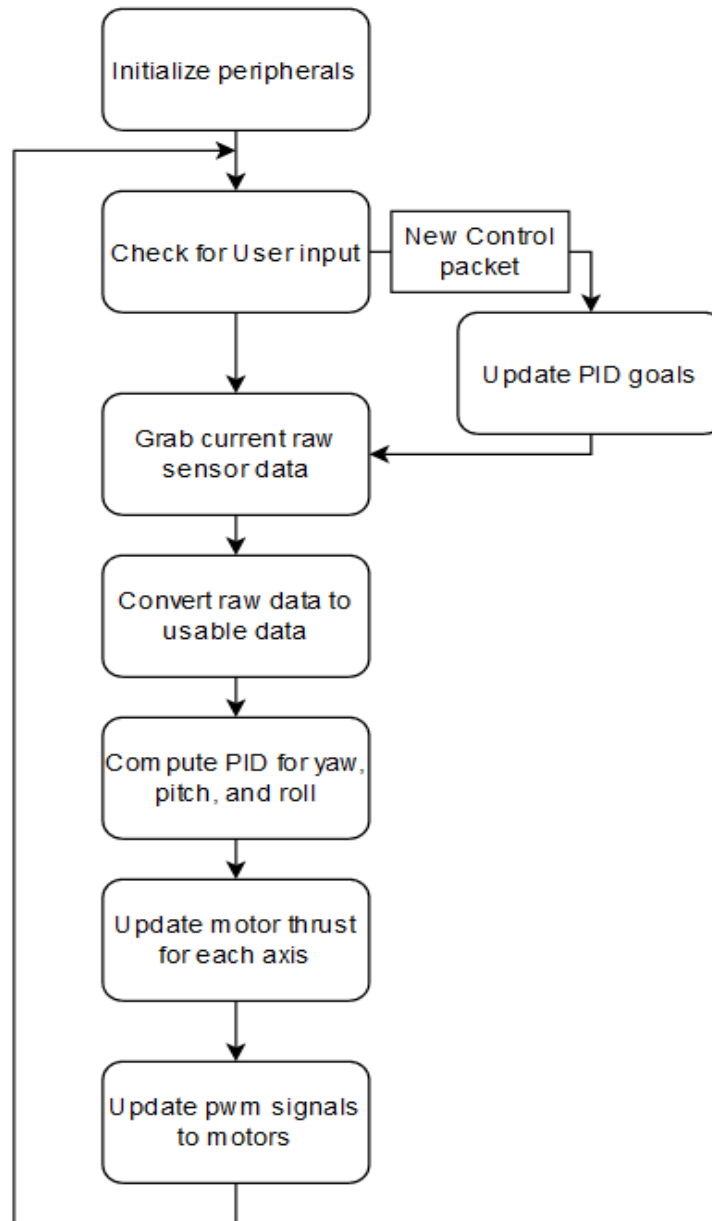 Initialize peripherals
Check for User input
New Control
packet
Update PID goals
Grab current raw
sensor data
Convert raw data to
usable data
Compute PID for yaw,
pitch, and roll
Update motor thrust
for each axis
Update pwm signals
to motors